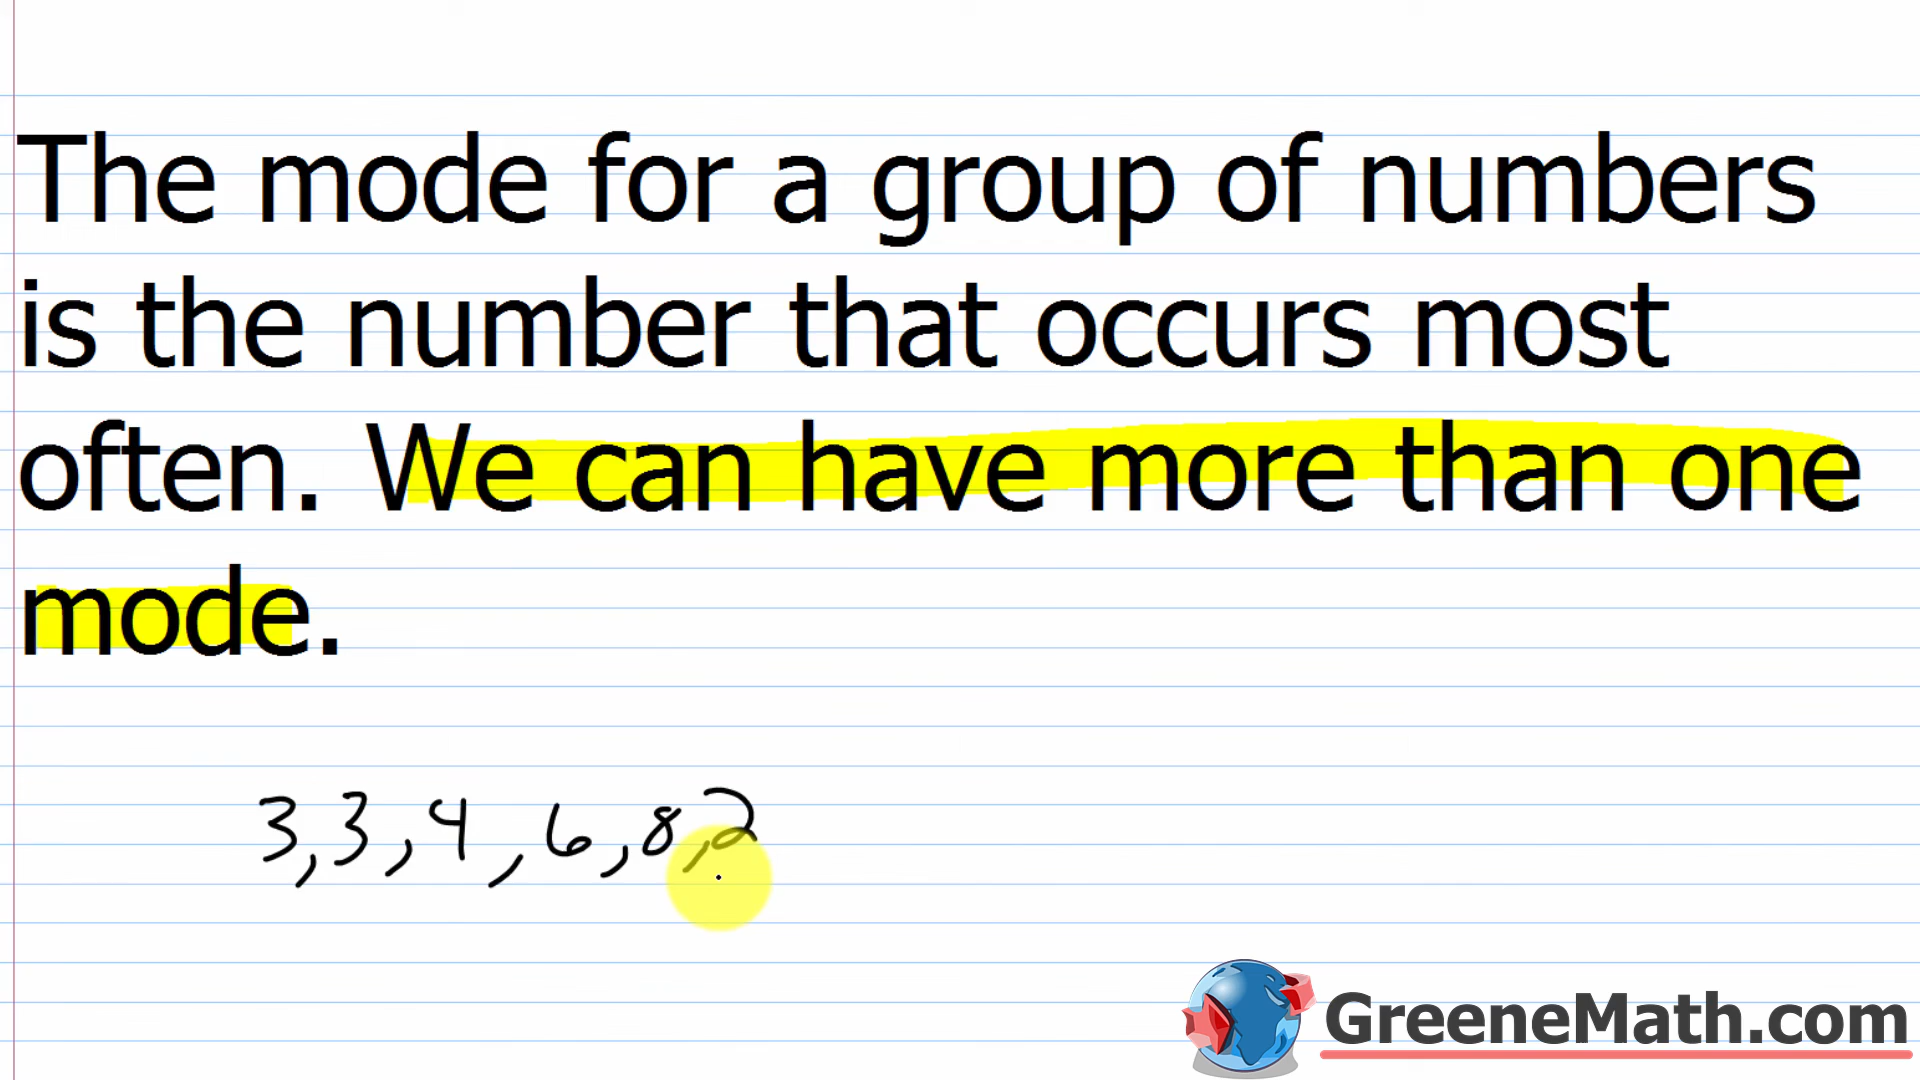 The mode for a group of numbers
is the number that occurs most
often. We can have more than one
mode.
3,3,4,6,8,2
GreeneMath.com